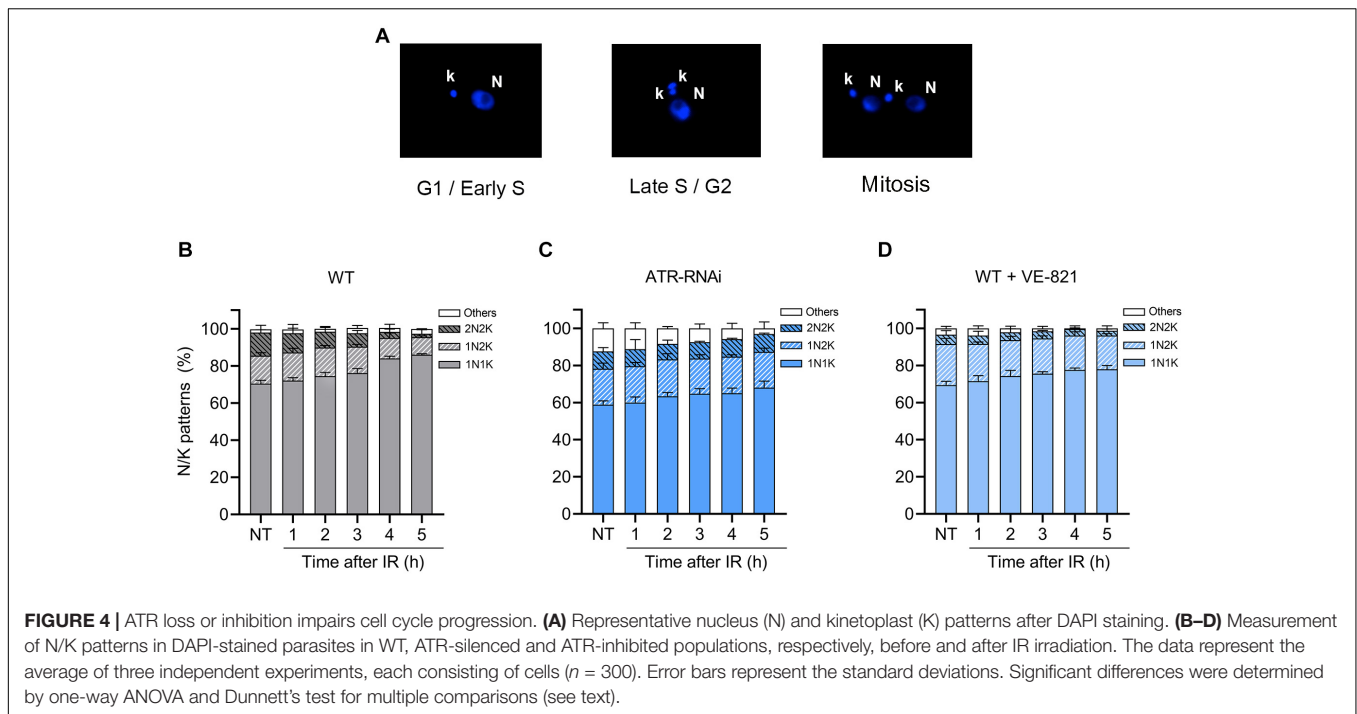 A
k N
k k N
k N k N
G1 / Early S
Late S / G2
Mitosis
B
WT
N/K patterns (%)
100
80
60
40
20
0
Others
2N2K
1N2K
1N1K
NT 1 2 3 4 5
Time after IR (h)
C
ATR-RNAi
100
80
60
40
20
0
Others
2N2K
1N2K
1N1K
NT 1 2 3 4 5
Time after IR (h)
D
WT + VE-821
100
80
60
40
20
0
Others
2N2K
1N2K
1N1K
NT 1 2 3 4 5
Time after IR (h)
FIGURE 4 | ATR loss or inhibition impairs cell cycle progression. (A) Representative nucleus (N) and kinetoplast (K) patterns after DAPI staining. (B–D) Measurement
of N/K patterns in DAPI-stained parasites in WT, ATR-silenced and ATR-inhibited populations, respectively, before and after IR irradiation. The data represent the
average of three independent experiments, each consisting of cells (n = 300). Error bars represent the standard deviations. Significant differences were determined
by one-way ANOVA and Dunnett's test for multiple comparisons (see text).